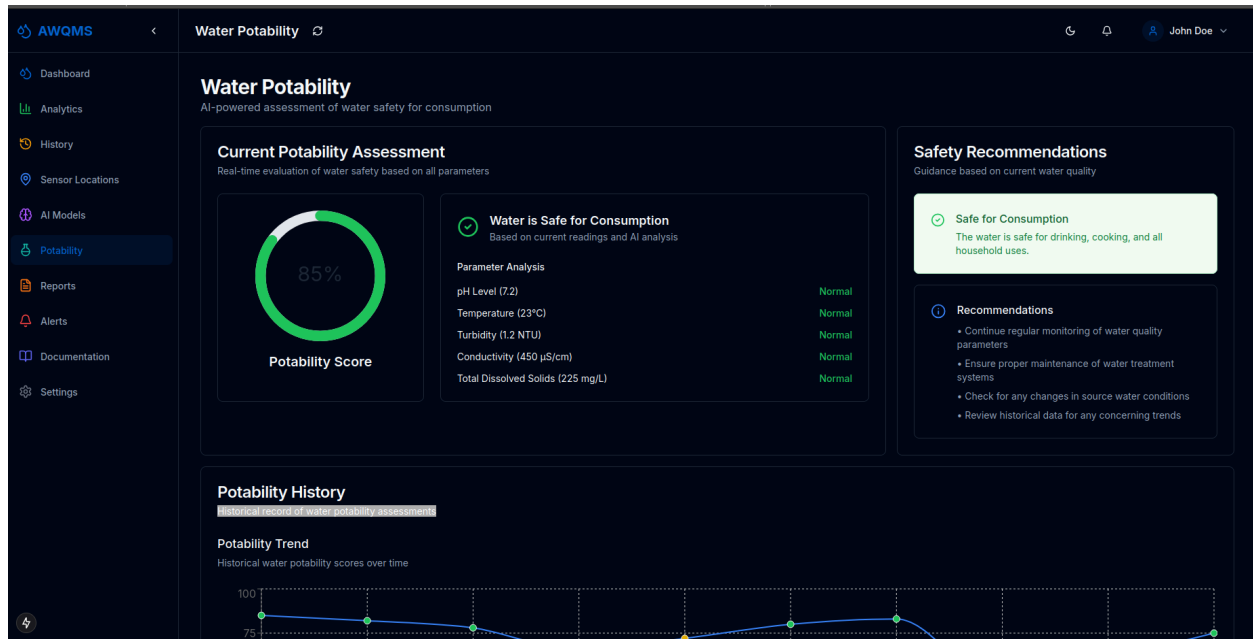 AWQMS
Water Potability
John Doe
Dashboard
Analytics
History
Sensor Locations
AI Models
Potability
Reports
Alerts
Documentation
Settings
Water Potability
AI-powered assessment of water safety for consumption
Current Potability Assessment
Real-time evaluation of water safety based on all parameters
85%
Potability Score
Water is Safe for Consumption
Based on current readings and AI analysis
Parameter Analysis
pH Level (7.2) Normal
Temperature (23°C) Normal
Turbidity (1.2 NTU) Normal
Conductivity (450 µS/cm) Normal
Total Dissolved Solids (225 mg/L) Normal
Safety Recommendations
Guidance based on current water quality
Safe for Consumption
The water is safe for drinking, cooking, and all
household uses.
Recommendations
• Continue regular monitoring of water quality
parameters
• Ensure proper maintenance of water treatment
systems
• Check for any changes in source water conditions
• Review historical data for any concerning trends
Potability History
Historical record of water potability assessments
Potability Trend
Historical water potability scores over time
100
75